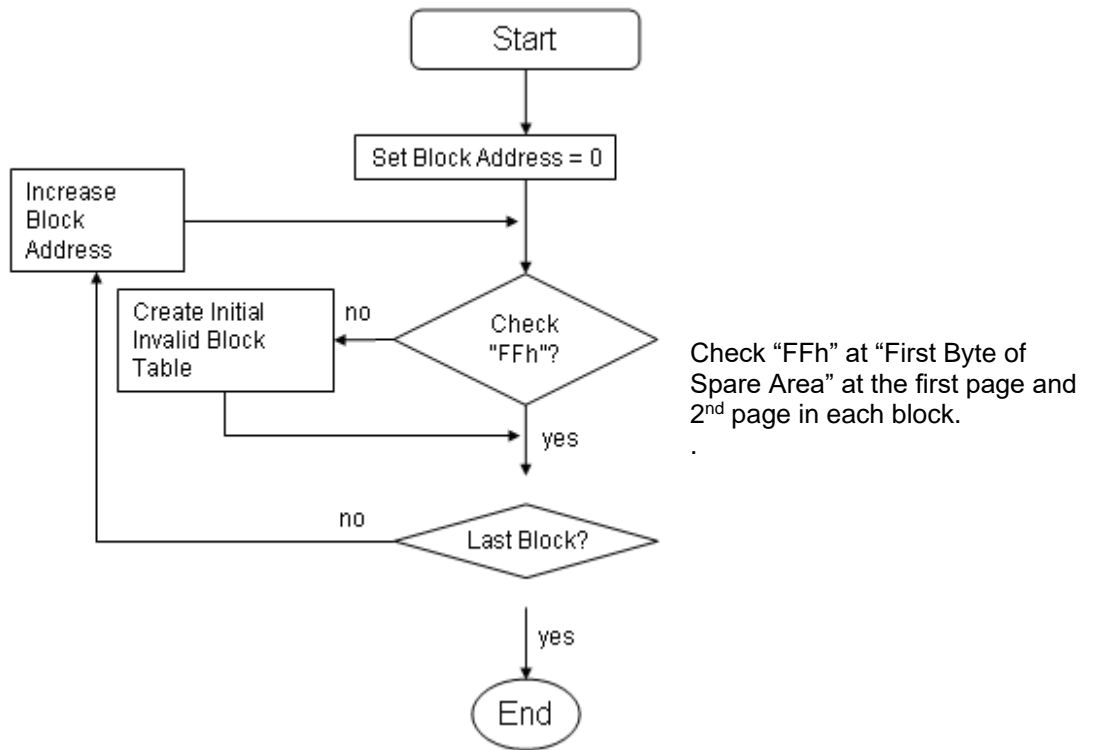 Start
Set Block Address = 0
Increase
Block
Address
Create Initial
Invalid Block
Table
no
Check
"FFh"?
Check “FFh” at “First Byte of
Spare Area” at the first page and
2nd page in each block.
.
yes
no
Last Block?
yes
End